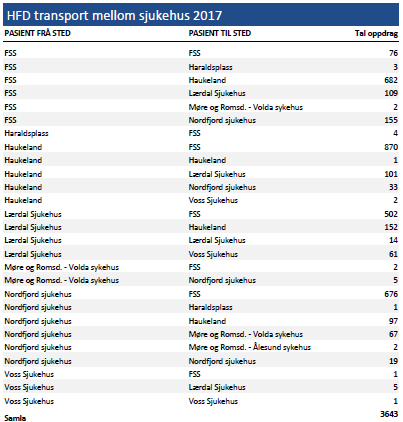 HFD transport mellom sjukehus 2017
PASIENT FRÅ STED PASIENT TIL STED Tal oppdrag
FSS FSS 76
FSS Haraldsplass 3
FSS Haukeland 682
FSS Lærdal Sjukehus 109
FSS Møre og Romsd. - Volda sykehus 2
FSS Nordfjord sjukehus 155
Haraldsplass FSS 4
Haukeland FSS 870
Haukeland Haukeland 1
Haukeland Lærdal Sjukehus 101
Haukeland Nordfjord sjukehus 33
Haukeland Voss Sjukehus 2
Lærdal Sjukehus FSS 502
Lærdal Sjukehus Haukeland 152
Lærdal Sjukehus Lærdal Sjukehus 14
Lærdal Sjukehus Voss Sjukehus 61
Møre og Romsd. - Volda sykehus FSS 2
Møre og Romsd. - Volda sykehus Nordfjord sjukehus 5
Nordfjord sjukehus FSS 676
Nordfjord sjukehus Haraldsplass 1
Nordfjord sjukehus Haukeland 97
Nordfjord sjukehus Møre og Romsd. - Volda sykehus 67
Nordfjord sjukehus Møre og Romsd. - Ålesund sykehus 2
Nordfjord sjukehus Nordfjord sjukehus 19
Voss Sjukehus FSS 1
Voss Sjukehus Lærdal Sjukehus 5
Voss Sjukehus Voss Sjukehus 1
Samla 3643